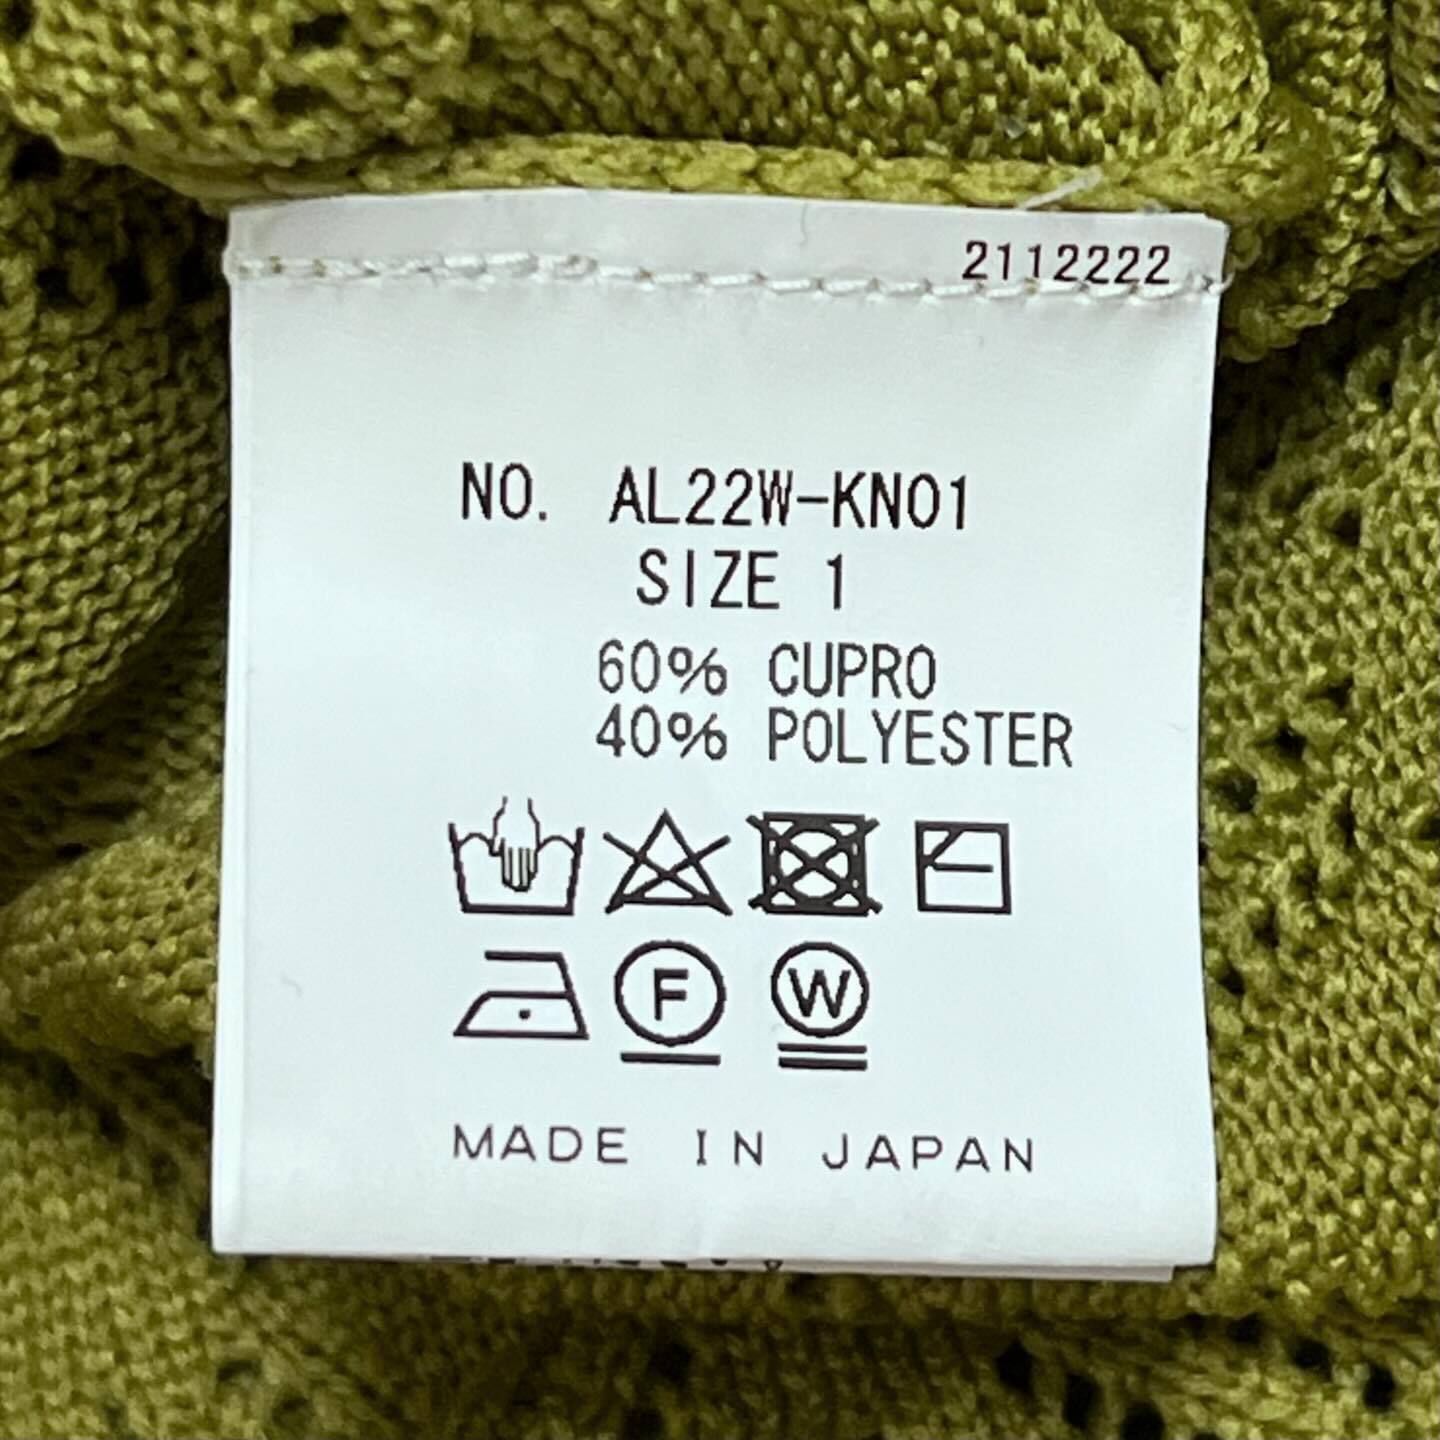 2112222
NO. AL22W-KN01
SIZE 1
60% CUPRO
40% POLYESTER
F W
MADE IN JAPAN